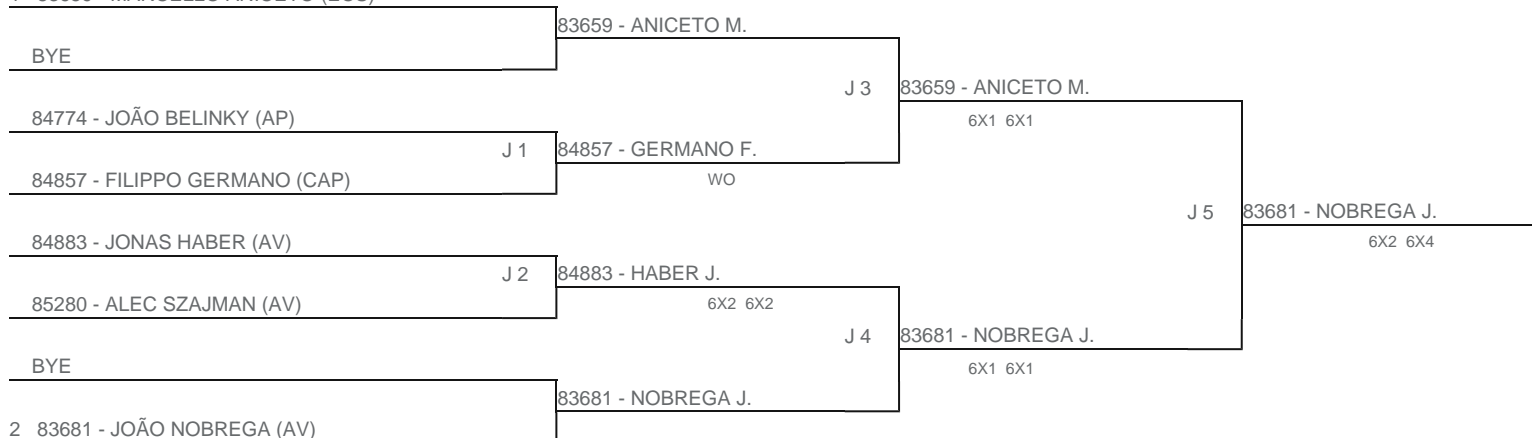 83659 - ANICETO M.
BYE
J 3
83659 - ANICETO M.
6X1 6X1
84774 - JOÃO BELINKY (AP)
J 1
84857 - GERMANO F.
WO
84857 - FILIPPO GERMANO (CAP)
J 5
83681 - NOBREGA J.
6X2 6X4
84883 - JONAS HABER (AV)
J 2
84883 - HABER J.
6X2 6X2
85280 - ALEC SZAJMAN (AV)
J 4
83681 - NOBREGA J.
6X1 6X1
BYE
83681 - NOBREGA J.
2 83681 - JOÃO NOBREGA (AV)